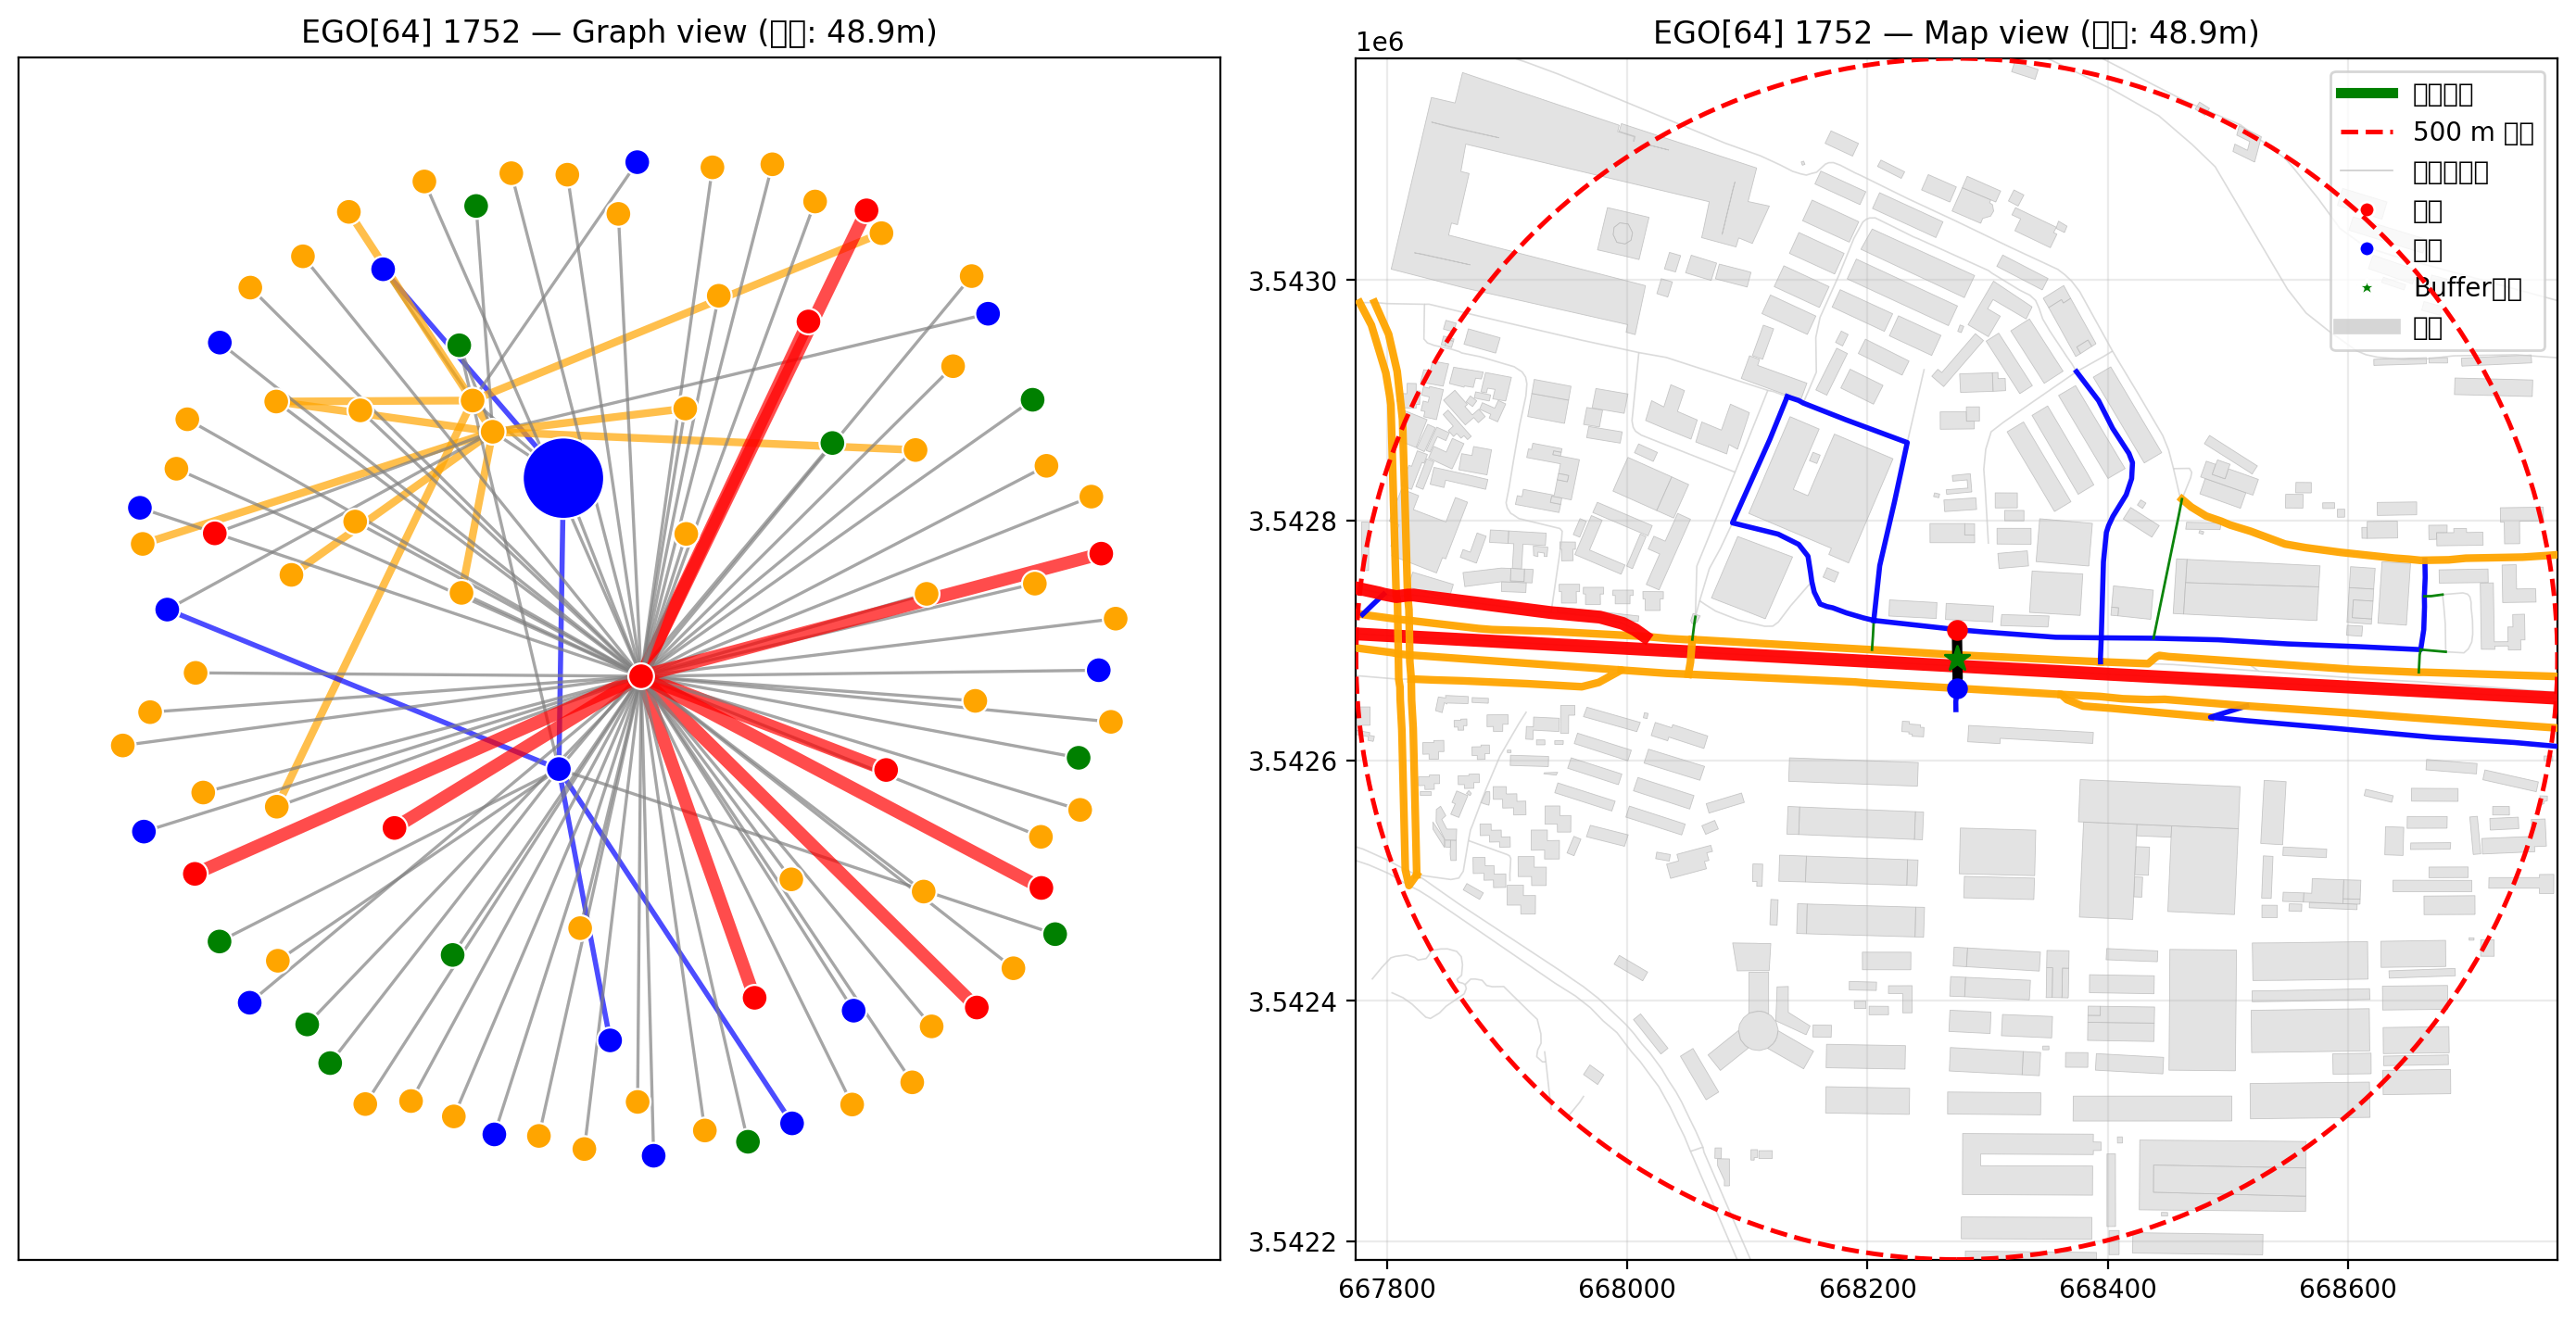 EGO[64] 1752 — Graph view (: 48.9m)
EGO[64] 1752 — Map view (: 48.9m)
1e6
500 m
Buffer
3.5430
3.5428
3.5426
3.5424
3.5422
667800 668000 668200 668400 668600